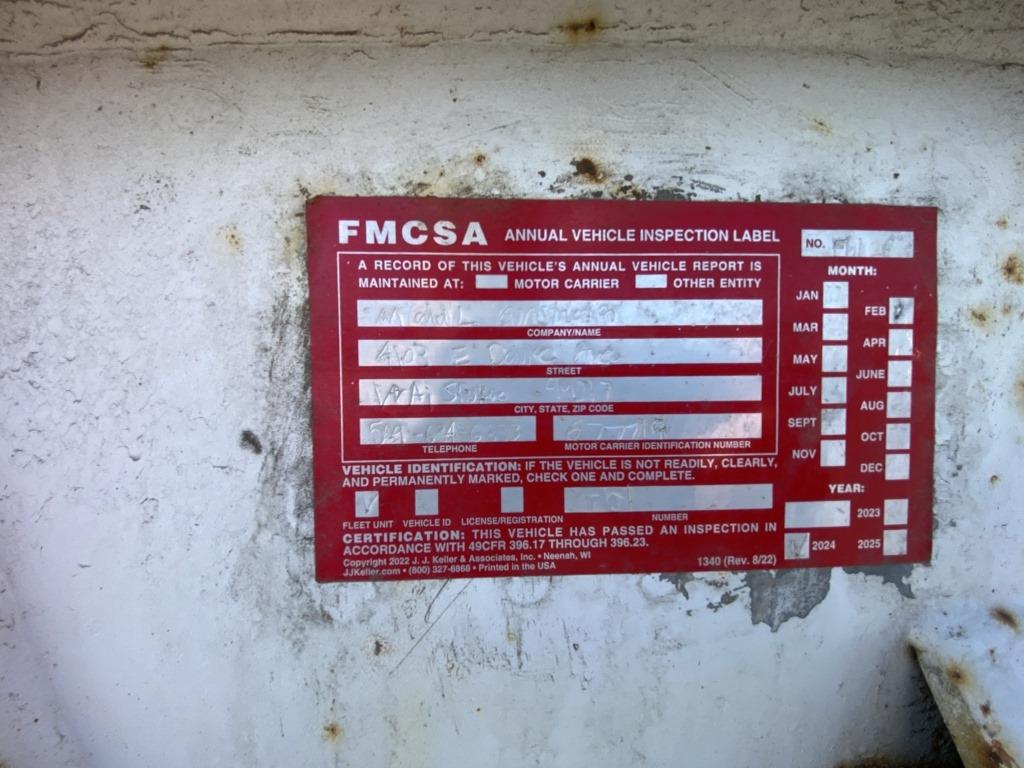 FMCSA ANNUAL VEHICLE INSPECTION LABEL
NO.
A RECORD OF THIS VEHICLE'S ANNUAL VEHICLE REPORT IS
MAINTAINED AT: MOTOR CARRIER OTHER ENTITY
COMPANY/NAME
4103 E
STREET
CITY, STATE, ZIP CODE
TELEPHONE MOTOR CARRIER IDENTIFICATION NUMBER
VEHICLE IDENTIFICATION: IF THE VEHICLE IS NOT READILY, CLEARLY,
AND PERMANENTLY MARKED, CHECK ONE AND COMPLETE.
FLEET UNIT VEHICLE ID LICENSE/REGISTRATION NUMBER
CERTIFICATION: THIS VEHICLE HAS PASSED AN INSPECTION IN
ACCORDANCE WITH 49CFR 396.17 THROUGH 396.23.
Copyright 2022 J. J. Keller & Associates, Inc. • Neenah, WI
JJKeller.com • (800) 327-6868 • Printed in the USA
1340 (Rev. 8/22)
MONTH:
JAN FEB
MAR APR
MAY JUNE
JULY AUG
SEPT OCT
NOV DEC
YEAR:
2023
2024 2025